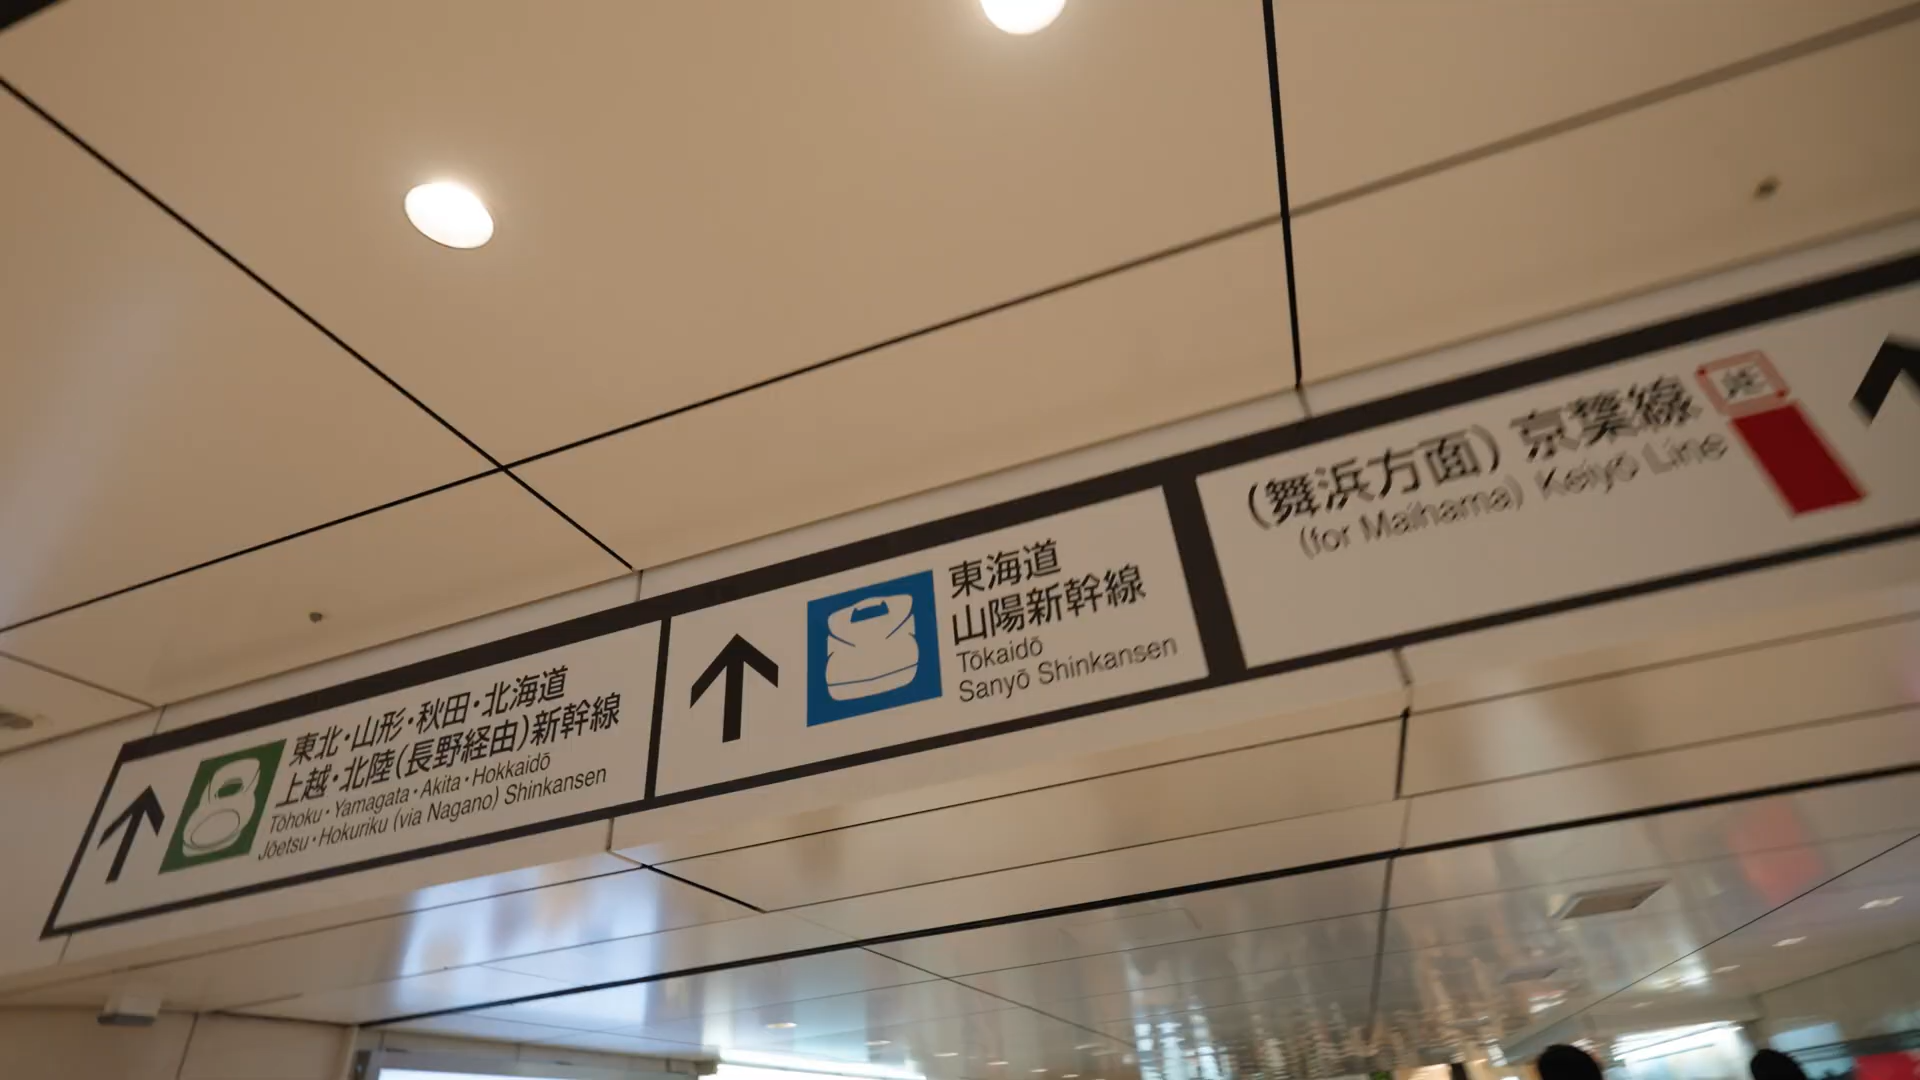 東北・山形・秋田・北海道
上越・北陸(長野経由)新幹線
Tōhoku・Yamagata・Akita・Hokkaidō
Jōetsu・Hokuriku (via Nagano) Shinkansen
東海道
山陽新幹線
Tōkaidō
Sanyō Shinkansen
(舞浜方面) 京葉線
(for Maihama) Keiyō Line